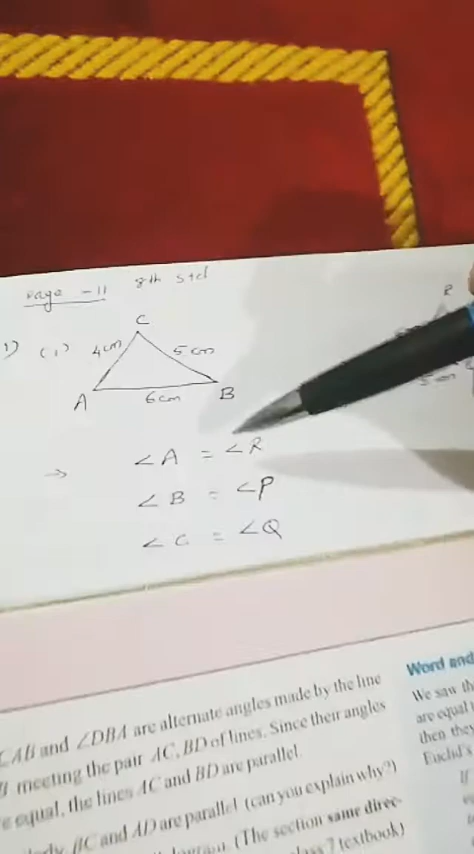 Page - 11 8th std
1) (i)
C
4cm 5cm
A 6cm B
R
5cm
→ ∠A = ∠R
∠B = ∠P
∠C = ∠Q
CAB and ∠DBA are alternate angles made by the line
meeting the pair AC, BD of lines. Since their angles
equal, the lines AC and BD are parallel.
BC and AD are parallel (can you explain why?)
(The section same direc-
class 7 textbook)
Word and
We saw
are equal
then they
Euclid's
If